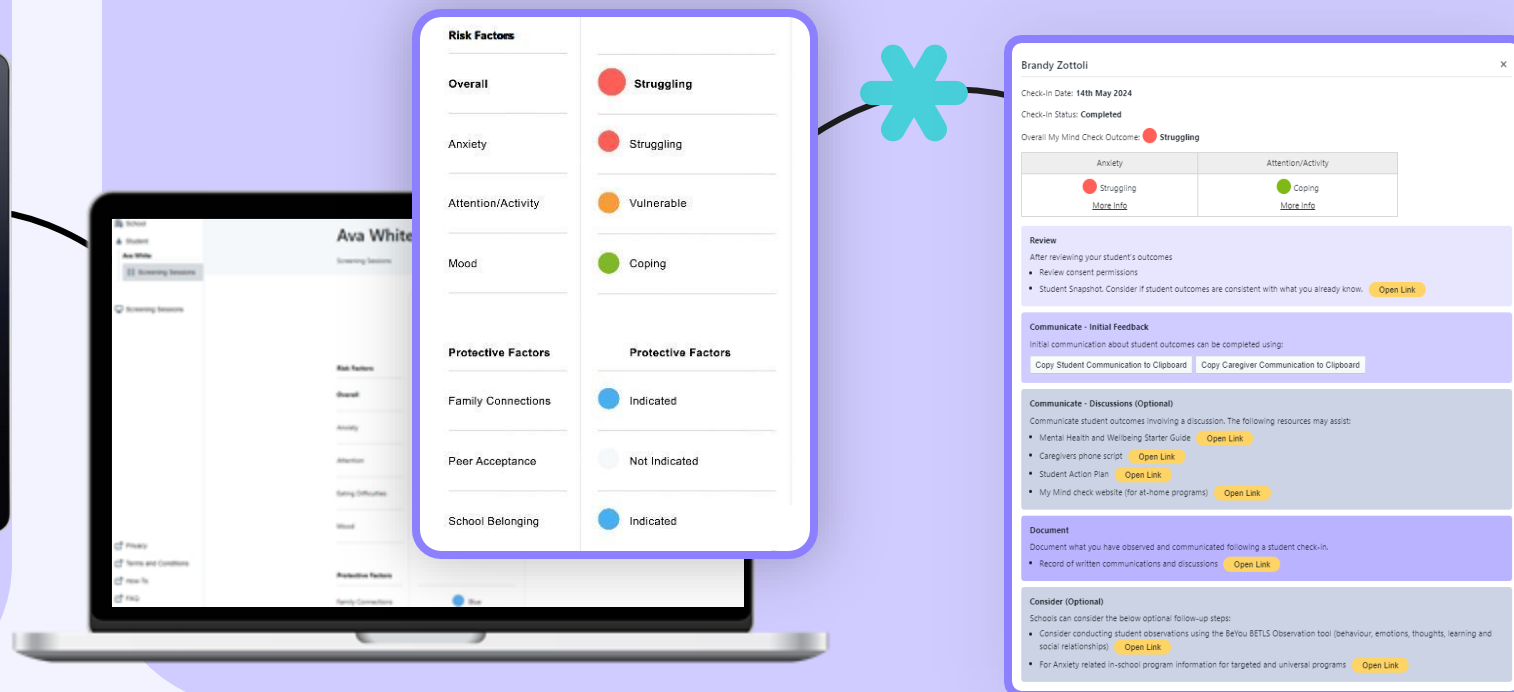 School
Student
Ava White
Screening Sessions
Screening Sessions
Privacy
Terms and Conditions
How-To
FAQ
Ava White
Screening Sessions
Risk Factors
Overall
Anxiety
Attention
Eating Difficulties
Mood
Protective Factors
Family Connections
Blue
Risk Factors
Overall
Struggling
Anxiety
Struggling
Attention/Activity
Vulnerable
Mood
Coping
Protective Factors
Protective Factors
Family Connections
Indicated
Peer Acceptance
Not Indicated
School Belonging
Indicated
Brandy Zottoli
×
Check-In Date: 14th May 2024
Check-In Status: Completed
Overall My Mind Check Outcome: Struggling
Anxiety
Attention/Activity
Struggling
Coping
More Info
More Info
Review
After reviewing your student's outcomes
• Review consent permissions
• Student Snapshot. Consider if student outcomes are consistent with what you already know. Open Link
Communicate - Initial Feedback
Initial communication about student outcomes can be completed using:
Copy Student Communication to Clipboard Copy Caregiver Communication to Clipboard
Communicate - Discussions (Optional)
Communicate student outcomes involving a discussion. The following resources may assist:
• Mental Health and Wellbeing Starter Guide Open Link
• Caregivers phone script Open Link
• Student Action Plan Open Link
• My Mind check website (for at-home programs) Open Link
Document
Document what you have observed and communicated following a student check-in.
• Record of written communications and discussions Open Link
Consider (Optional)
Schools can consider the below optional follow-up steps:
• Consider conducting student observations using the BeYou BETLS Observation tool (behaviour, emotions, thoughts, learning and
social relationships) Open Link
• For Anxiety related in-school program information for targeted and universal programs Open Link